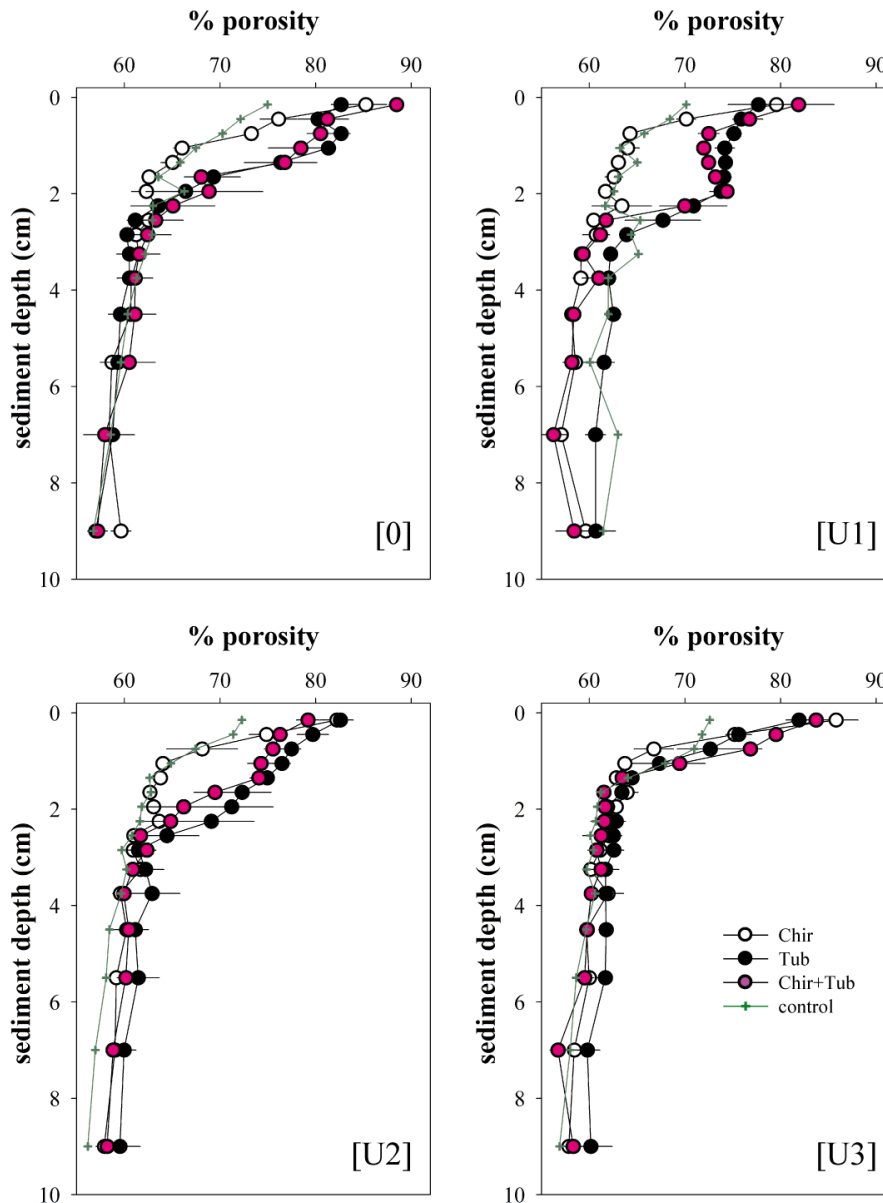 % porosity
60 70 80 90
0
2
4
6
8
10
sediment depth (cm)
[0]
% porosity
60 70 80 90
0
2
4
6
8
10
sediment depth (cm)
[U1]
% porosity
60 70 80 90
0
2
4
6
8
10
sediment depth (cm)
[U2]
% porosity
60 70 80 90
0
2
4
6
8
10
sediment depth (cm)
Chir
Tub
Chir+Tub
control
[U3]